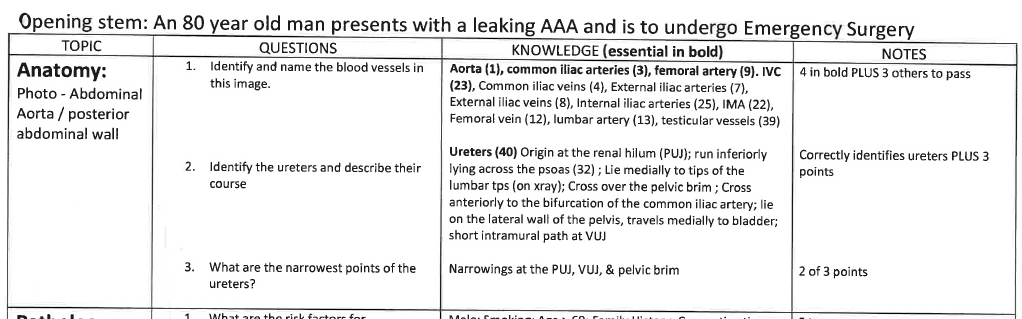 Opening stem: An 80 year old man presents with a leaking AAA and is to undergo Emergency Surgery
TOPIC
QUESTIONS
KNOWLEDGE (essential in bold)
NOTES
Anatomy:
Photo - Abdominal
Aorta / posterior
abdominal wall
1. Identify and name the blood vessels in
this image.
Aorta (1), common iliac arteries (3), femoral artery (9). IVC
(23), Common iliac veins (4), External iliac arteries (7),
External iliac veins (8), Internal iliac arteries (25), IMA (22),
Femoral vein (12), lumbar artery (13), testicular vessels (39)
4 in bold PLUS 3 others to pass
2. Identify the ureters and describe their
course
Ureters (40) Origin at the renal hilum (PUJ); run inferiorly
lying across the psoas (32) ; Lie medially to tips of the
lumbar tps (on xray); Cross over the pelvic brim ; Cross
anteriorly to the bifurcation of the common iliac artery; lie
on the lateral wall of the pelvis, travels medially to bladder;
short intramural path at VUJ
Correctly identifies ureters PLUS 3
points
3. What are the narrowest points of the
ureters?
Narrowings at the PUJ, VUJ, & pelvic brim
2 of 3 points
1. What are the risk factors for